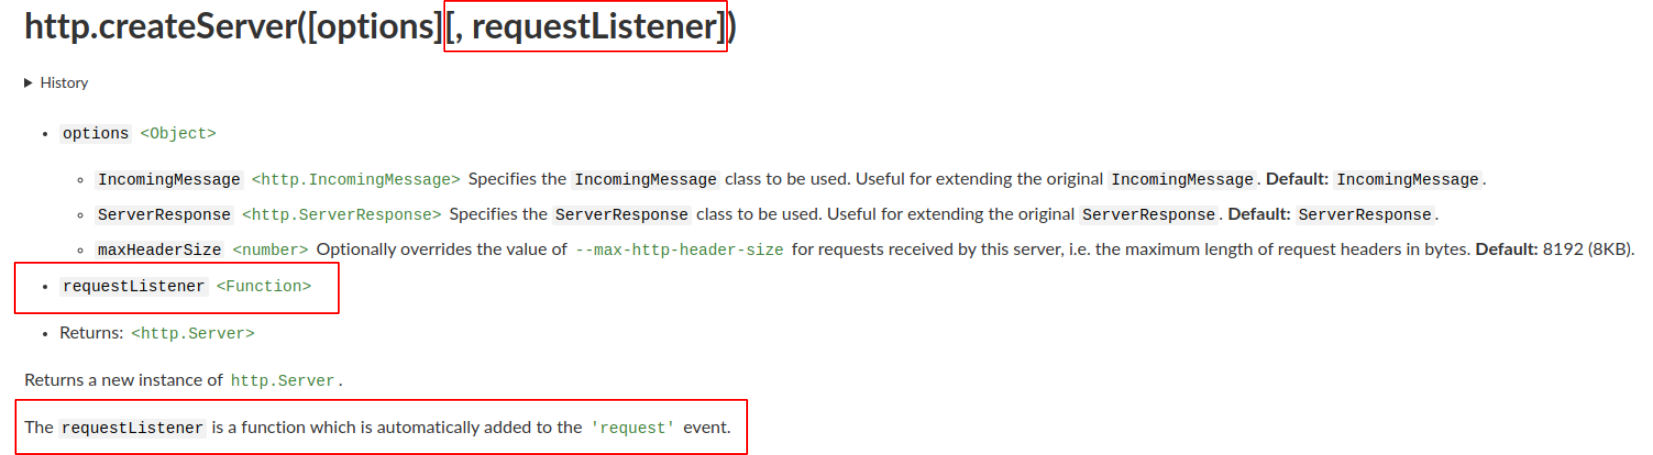 http.createServer([options][, requestListener])
▶ History
• options <Object>
◦ IncomingMessage <http.IncomingMessage> Specifies the IncomingMessage class to be used. Useful for extending the original IncomingMessage. Default: IncomingMessage.
◦ ServerResponse <http.ServerResponse> Specifies the ServerResponse class to be used. Useful for extending the original ServerResponse. Default: ServerResponse.
◦ maxHeaderSize <number> Optionally overrides the value of --max-http-header-size for requests received by this server, i.e. the maximum length of request headers in bytes. Default: 8192 (8KB).
• requestListener <Function>
• Returns: <http.Server>
Returns a new instance of http.Server.
The requestListener is a function which is automatically added to the 'request' event.